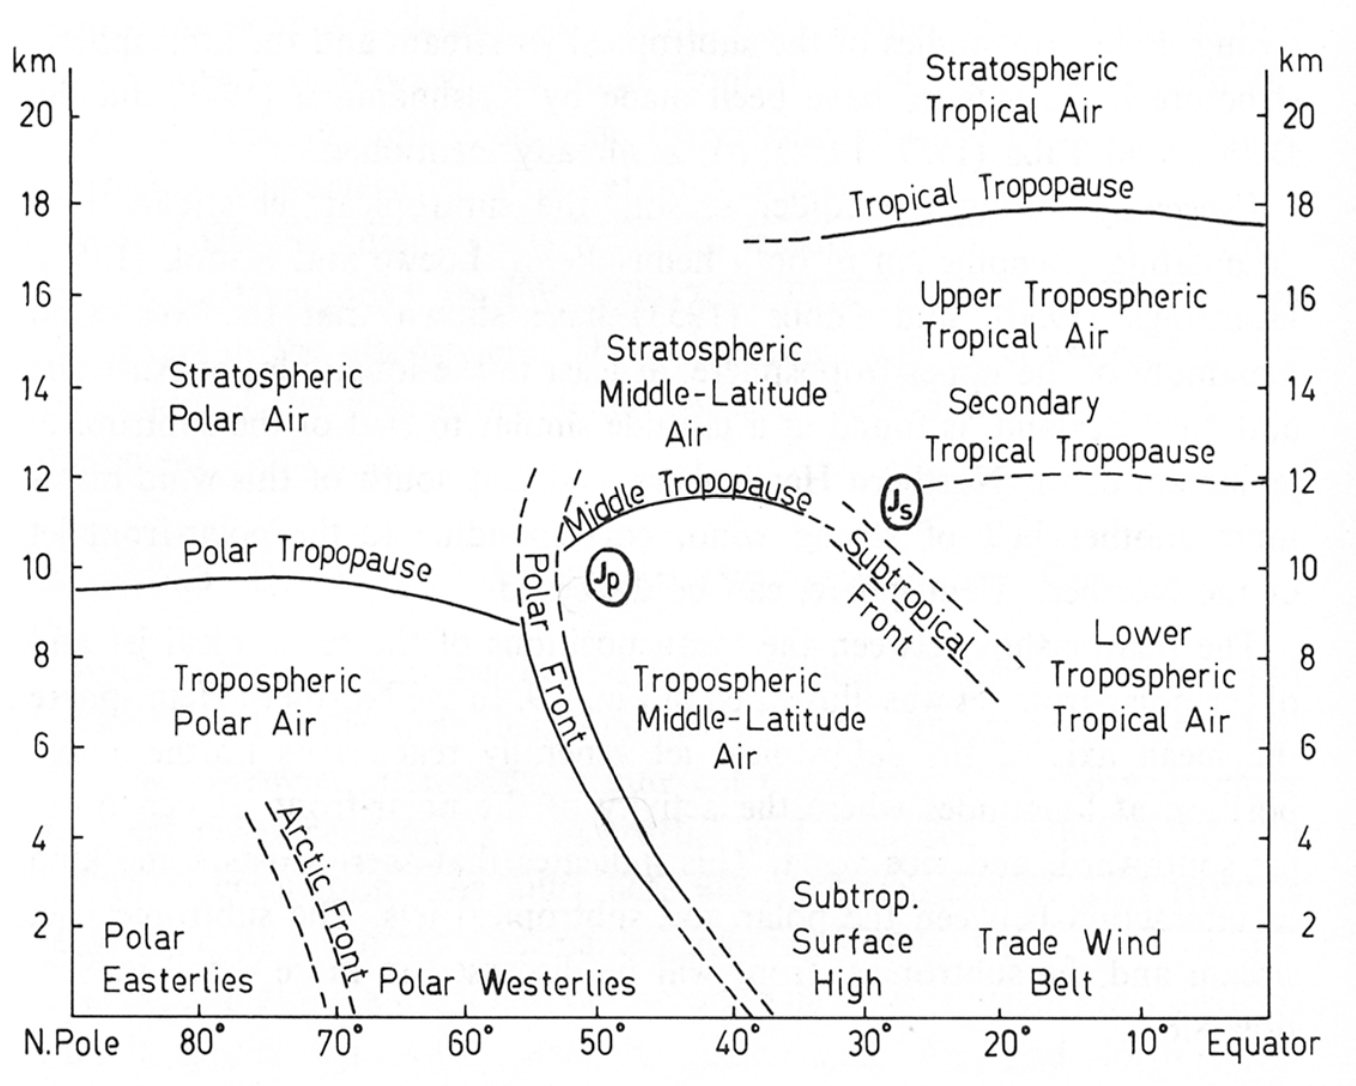 km
km
Stratospheric
Tropical Air
20
20
Tropical Tropopause
18
18
16
16
Upper Tropospheric
Tropical Air
Stratospheric
Middle-Latitude
Air
Stratospheric
Polar Air
14
14
Secondary
Tropical Tropopause
12
12
Middle Tropopause
Js
Polar Tropopause
10
10
Polar Front
Jp
Subtropical
Front
8
8
Lower
Tropospheric
Tropical Air
Tropospheric
Polar Air
Tropospheric
Middle-Latitude
Air
6
6
4
4
Arctic Front
2
2
Polar
Easterlies
Polar Westerlies
Subtrop.
Surface
High
Trade Wind
Belt
N.Pole 80° 70° 60° 50° 40° 30° 20° 10° Equator